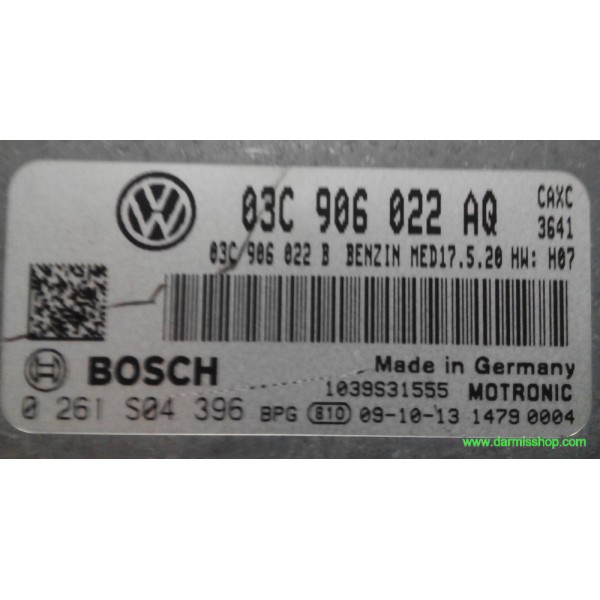 03C 906 022 AQ CAXC
3641
03C 906 022 B BENZIN MED17.5.20 HW: H07
BOSCH Made in Germany
1039S31555 MOTRONIC
0 261 S04 396 BPG 810 09-10-13 1479 0004
www.darmisshop.com